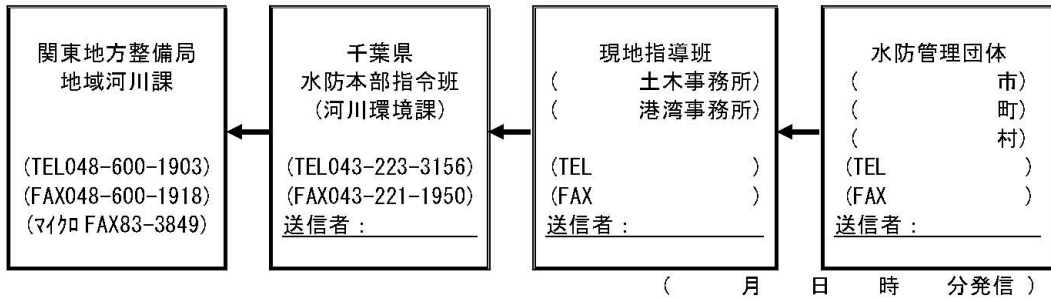 関東地方整備局
地域河川課
(TEL048-600-1903)
(FAX048-600-1918)
(ﾏｲｸﾛ FAX83-3849)
千葉県
水防本部指令班
(河川環境課)
(TEL043-223-3156)
(FAX043-221-1950)
送信者：
現地指導班
(　　　土木事務所)
(　　　港湾事務所)
(TEL　　　　　　)
(FAX　　　　　　)
送信者：
水防管理団体
(　　　　　　市)
(　　　　　　町)
(　　　　　　村)
(TEL　　　　　　)
(FAX　　　　　　)
送信者：
(　　月　　日　　時　　分発信 )